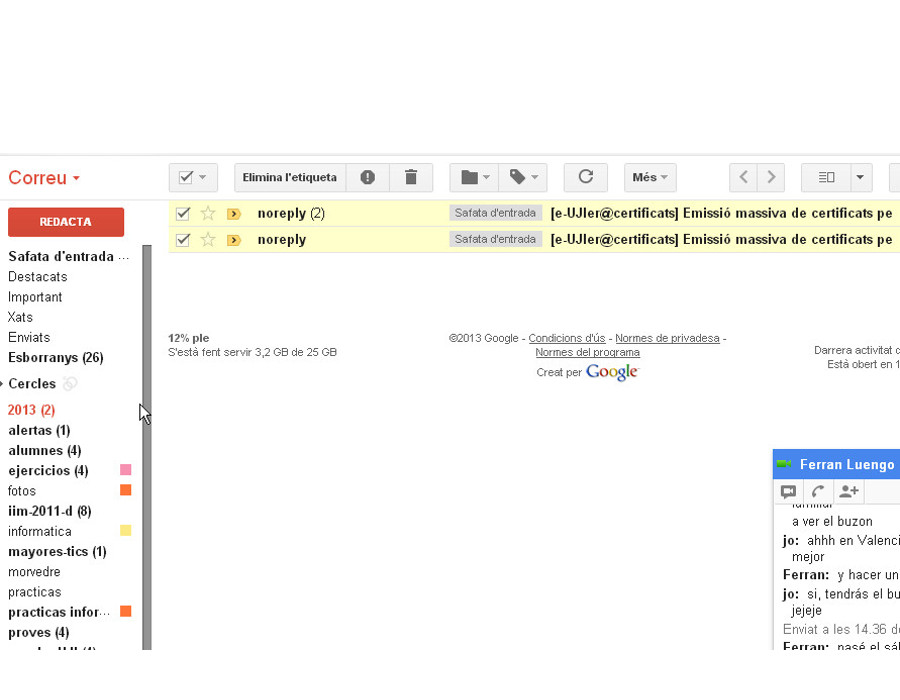 Correu
Elimina l'etiqueta
Més
REDACTA
noreply (2) Safata d'entrada [e-UJIer@certificats] Emissió massiva de certificats pe
noreply Safata d'entrada [e-UJIer@certificats] Emissió massiva de certificats pe
Safata d'entrada ...
Destacats
Important
Xats
Enviats
Esborranys (26)
Cercles
2013 (2)
alertas (1)
alumnes (4)
ejercicios (4)
fotos
iim-2011-d (8)
informatica
mayores-tics (1)
morvedre
practicas
practicas infor...
proves (4)
12% ple
S'està fent servir 3,2 GB de 25 GB
©2013 Google - Condicions d'ús - Normes de privadesa -
Normes del programa
Creat per Google
Darrera activitat c
Està obert en 1
Ferran Luengo
familiar
a ver el buzon
jo: ahhh en Valenci
mejor
Ferran: y hacer un
jo: si, tendrás el bu
jejeje
Enviat a les 14.36 de
Ferran: pasé el sá